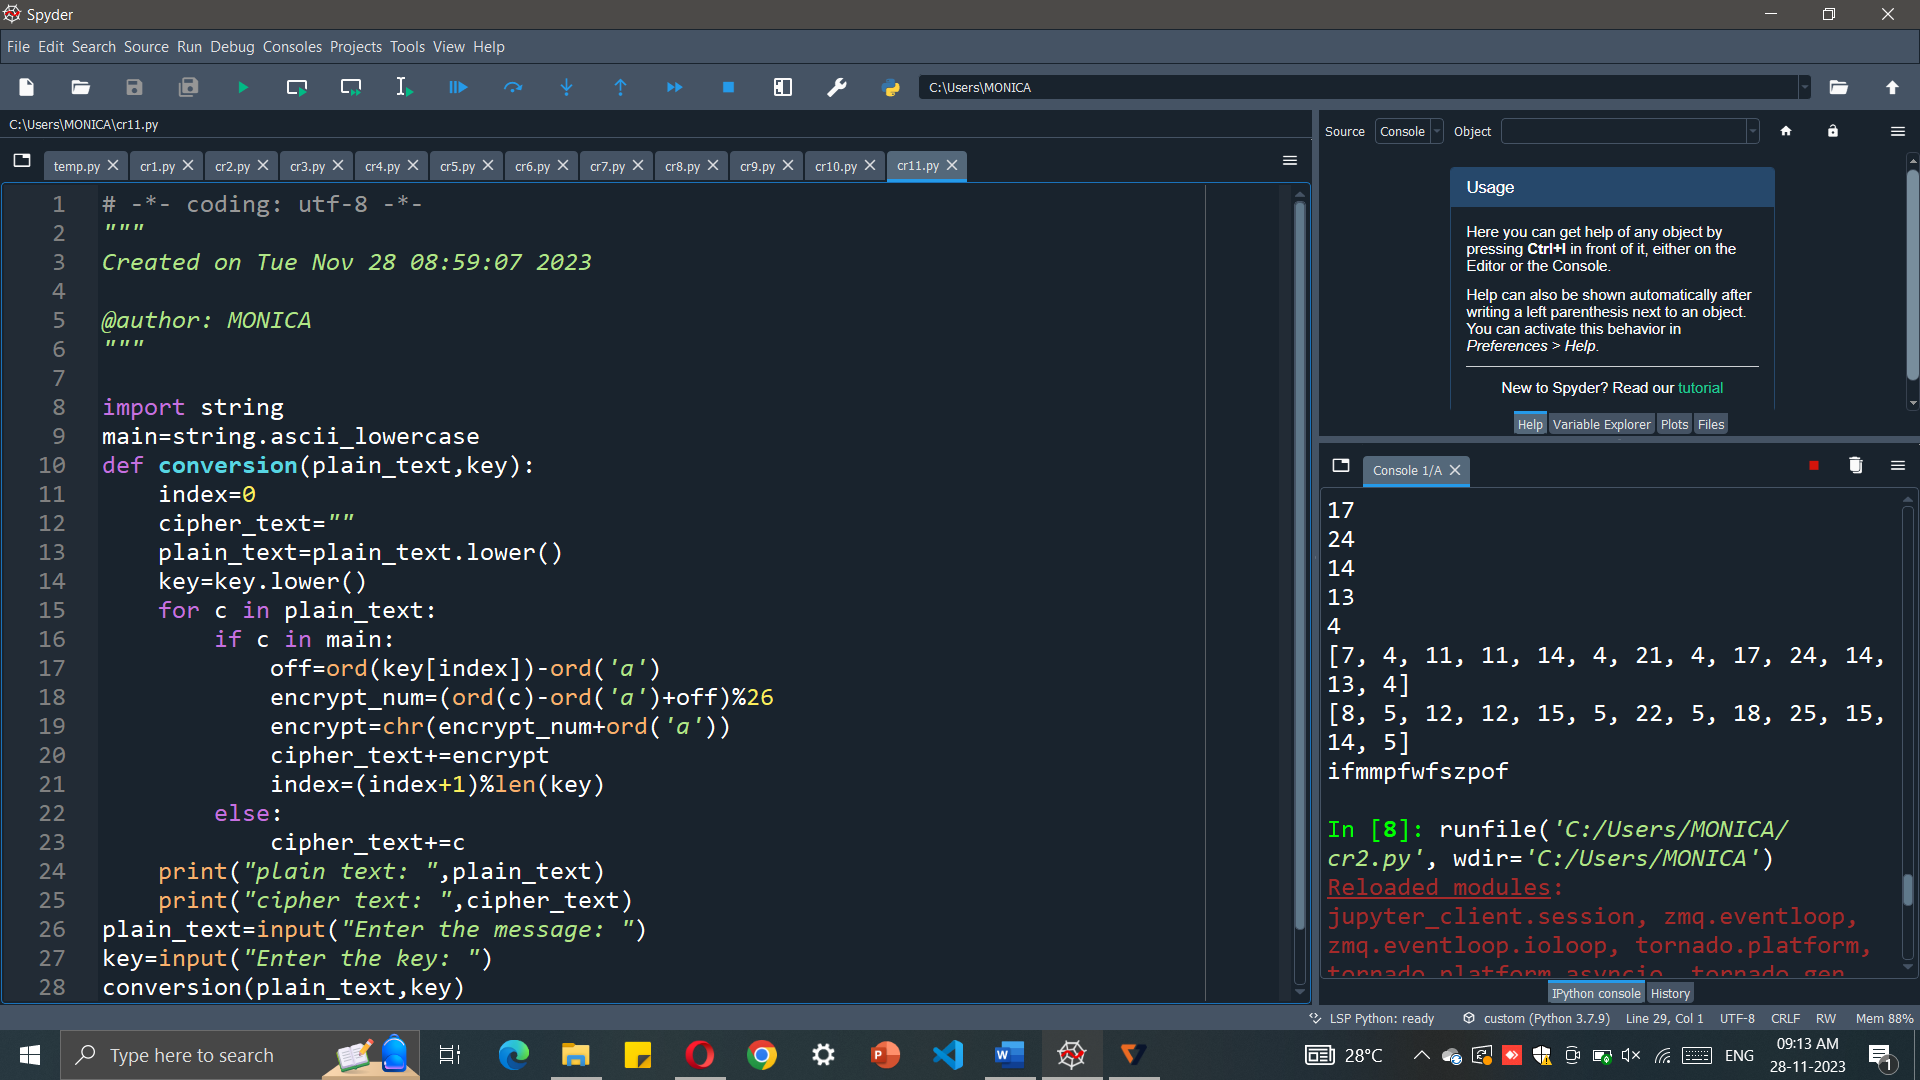 Spyder
File Edit Search Source Run Debug Consoles Projects Tools View Help
C:\Users\MONICA
C:\Users\MONICA\cr11.py
temp.py cr1.py cr2.py cr3.py cr4.py cr5.py cr6.py cr7.py cr8.py cr9.py cr10.py cr11.py
1 # -*- coding: utf-8 -*-
2 """
3 Created on Tue Nov 28 08:59:07 2023
4
5 @author: MONICA
6 """
7
8 import string
9 main=string.ascii_lowercase
10 def conversion(plain_text,key):
11     index=0
12     cipher_text=""
13     plain_text=plain_text.lower()
14     key=key.lower()
15     for c in plain_text:
16         if c in main:
17             off=ord(key[index])-ord('a')
18             encrypt_num=(ord(c)-ord('a')+off)%26
19             encrypt=chr(encrypt_num+ord('a'))
20             cipher_text+=encrypt
21             index=(index+1)%len(key)
22         else:
23             cipher_text+=c
24     print("plain text: ",plain_text)
25     print("cipher text: ",cipher_text)
26 plain_text=input("Enter the message: ")
27 key=input("Enter the key: ")
28 conversion(plain_text,key)
Source Console Object
Usage
Here you can get help of any object by
pressing Ctrl+I in front of it, either on the
Editor or the Console.
Help can also be shown automatically after
writing a left parenthesis next to an object.
You can activate this behavior in
Preferences > Help.
New to Spyder? Read our tutorial
Help Variable Explorer Plots Files
Console 1/A
17
24
14
13
4
[7, 4, 11, 11, 14, 4, 21, 4, 17, 24, 14,
13, 4]
[8, 5, 12, 12, 15, 5, 22, 5, 18, 25, 15,
14, 5]
ifmmpfwfszpof
In [8]: runfile('C:/Users/MONICA/
cr2.py', wdir='C:/Users/MONICA')
Reloaded modules:
jupyter_client.session, zmq.eventloop,
zmq.eventloop.ioloop, tornado.platform,
tornado.platform.asyncio, tornado.gen,
IPython console History
LSP Python: ready custom (Python 3.7.9) Line 29, Col 1 UTF-8 CRLF RW Mem 88%
Type here to search
28°C ENG
09:13 AM
28-11-2023
1